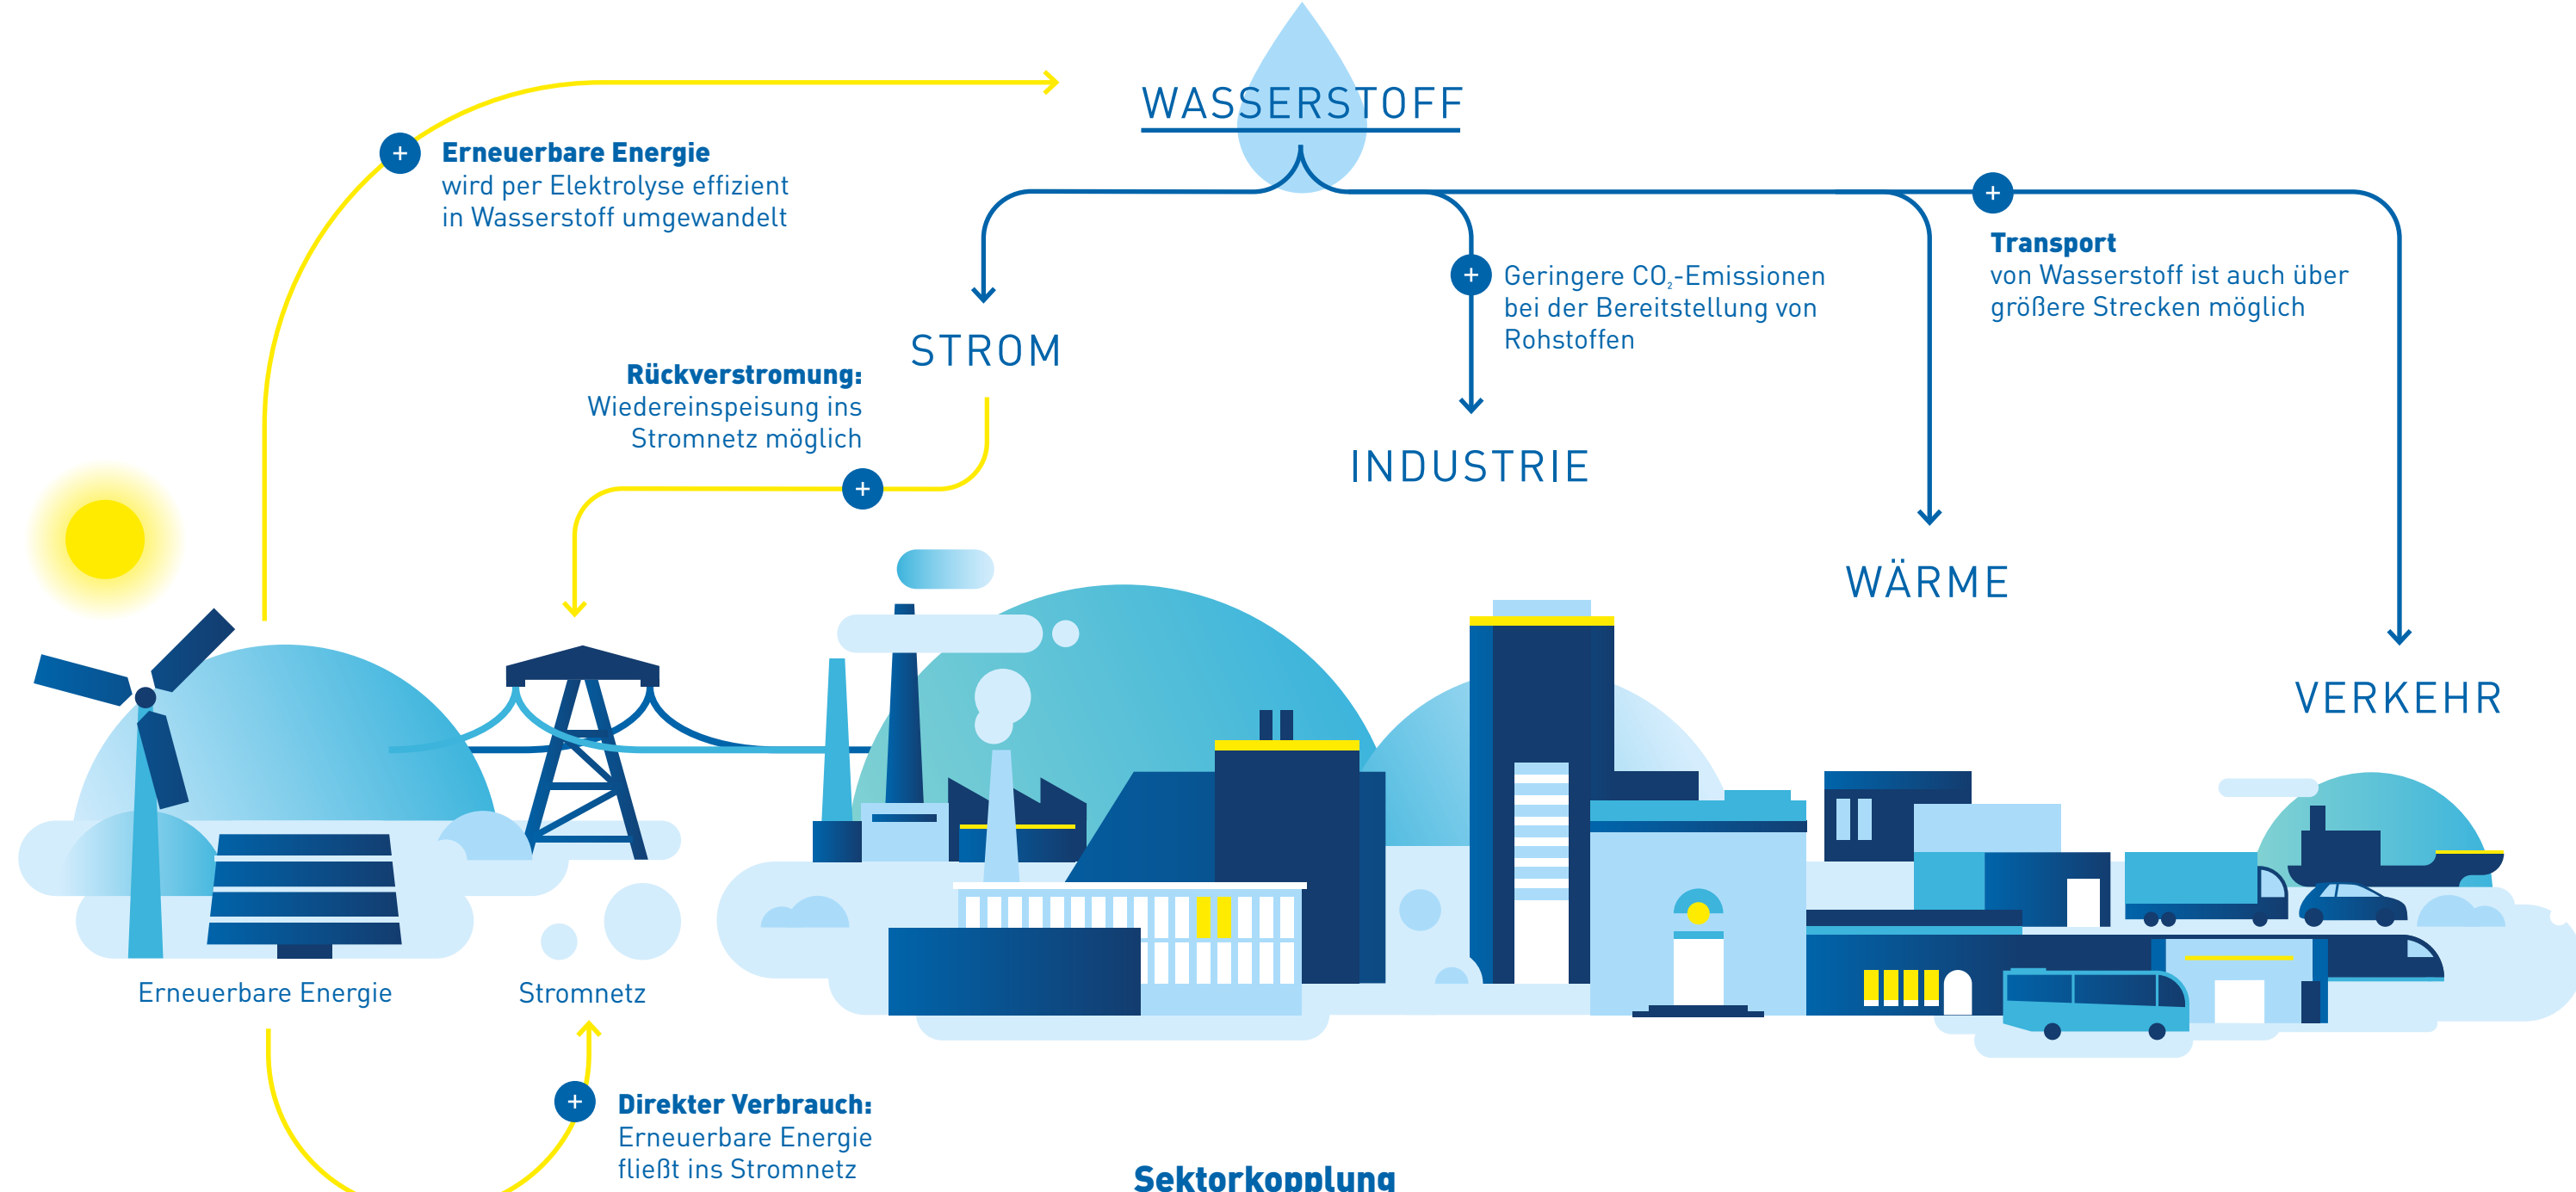 WASSERSTOFF
Erneuerbare Energie
wird per Elektrolyse effizient
in Wasserstoff umgewandelt
Transport
von Wasserstoff ist auch über
größere Strecken möglich
Geringere CO₂-Emissionen
bei der Bereitstellung von
Rohstoffen
STROM
Rückverstromung:
Wiedereinspeisung ins
Stromnetz möglich
INDUSTRIE
WÄRME
VERKEHR
Erneuerbare Energie
Stromnetz
Direkter Verbrauch:
Erneuerbare Energie
fließt ins Stromnetz
Sektorkopplung